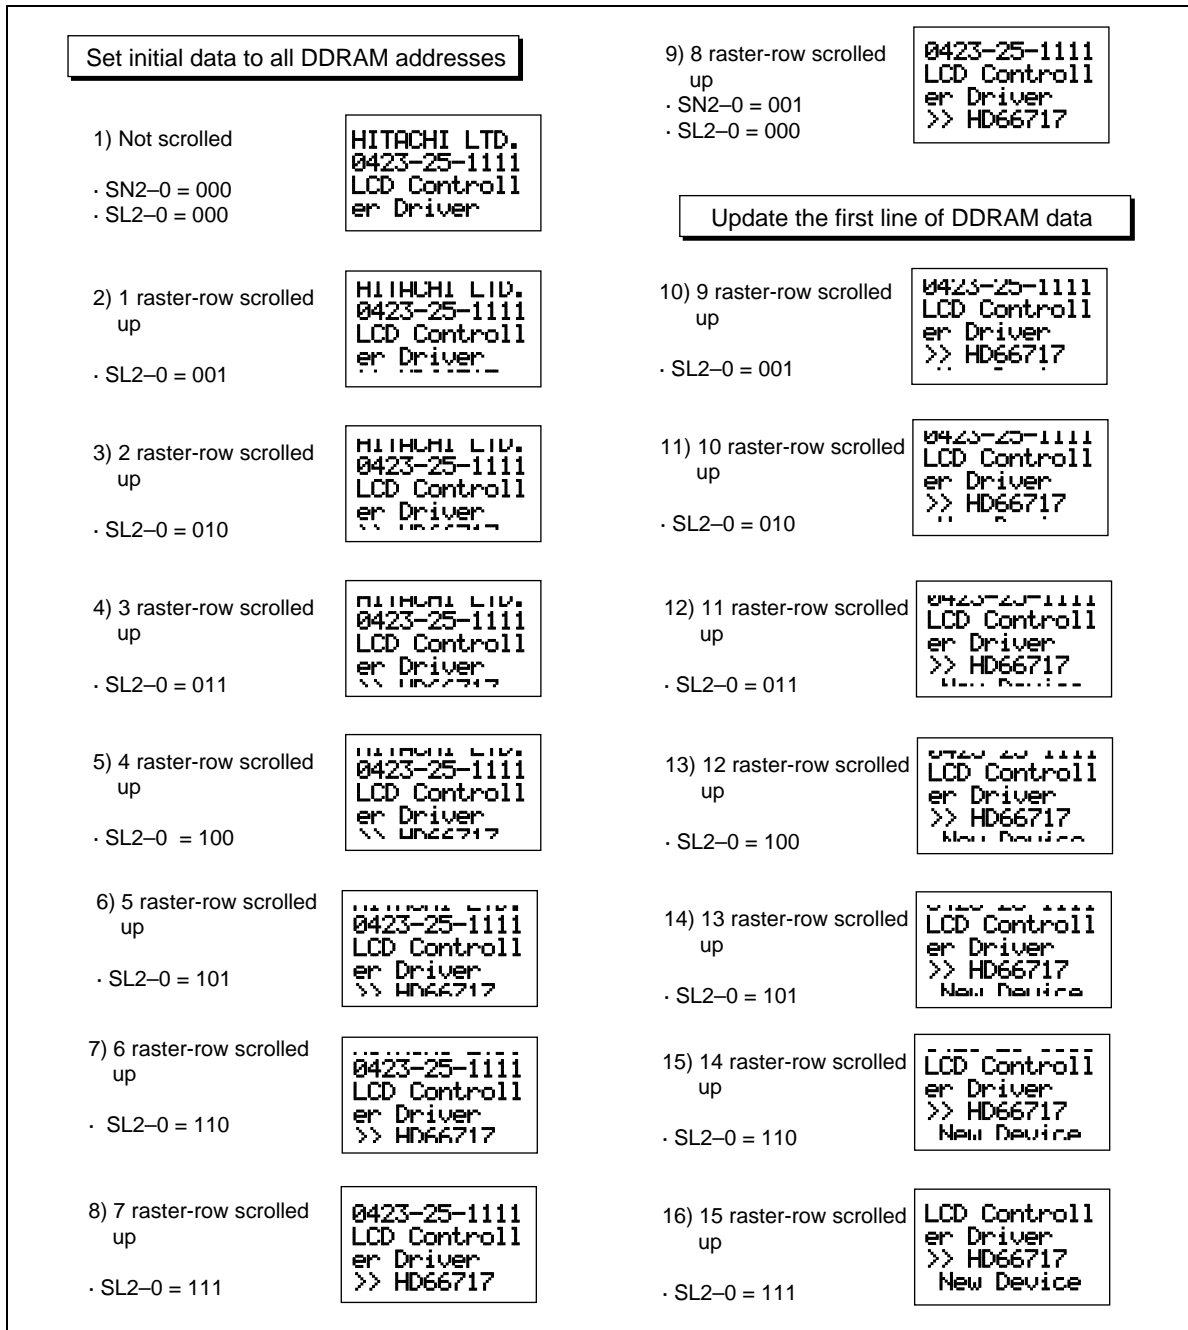 Set initial data to all DDRAM addresses
1) Not scrolled
· SN2–0 = 000
· SL2–0 = 000
HITACHI LTD.
0423-25-1111
LCD Controll
er Driver
2) 1 raster-row scrolled
up
· SL2–0 = 001
HITACHI LTD.
0423-25-1111
LCD Controll
er Driver
3) 2 raster-row scrolled
up
· SL2–0 = 010
HITACHI LTD.
0423-25-1111
LCD Controll
er Driver
4) 3 raster-row scrolled
up
· SL2–0 = 011
0423-25-1111
LCD Controll
er Driver
5) 4 raster-row scrolled
up
· SL2–0 = 100
0423-25-1111
LCD Controll
er Driver
>> HD66717
6) 5 raster-row scrolled
up
· SL2–0 = 101
0423-25-1111
LCD Controll
er Driver
>> HD66717
7) 6 raster-row scrolled
up
· SL2–0 = 110
0423-25-1111
LCD Controll
er Driver
>> HD66717
8) 7 raster-row scrolled
up
· SL2–0 = 111
0423-25-1111
LCD Controll
er Driver
>> HD66717
9) 8 raster-row scrolled
up
· SN2–0 = 001
· SL2–0 = 000
0423-25-1111
LCD Controll
er Driver
>> HD66717
Update the first line of DDRAM data
10) 9 raster-row scrolled
up
· SL2–0 = 001
0423-25-1111
LCD Controll
er Driver
>> HD66717
11) 10 raster-row scrolled
up
· SL2–0 = 010
0423-25-1111
LCD Controll
er Driver
>> HD66717
12) 11 raster-row scrolled
up
· SL2–0 = 011
LCD Controll
er Driver
>> HD66717
13) 12 raster-row scrolled
up
· SL2–0 = 100
LCD Controll
er Driver
>> HD66717
New Device
14) 13 raster-row scrolled
up
· SL2–0 = 101
LCD Controll
er Driver
>> HD66717
New Device
15) 14 raster-row scrolled
up
· SL2–0 = 110
LCD Controll
er Driver
>> HD66717
New Device
16) 15 raster-row scrolled
up
· SL2–0 = 111
LCD Controll
er Driver
>> HD66717
New Device